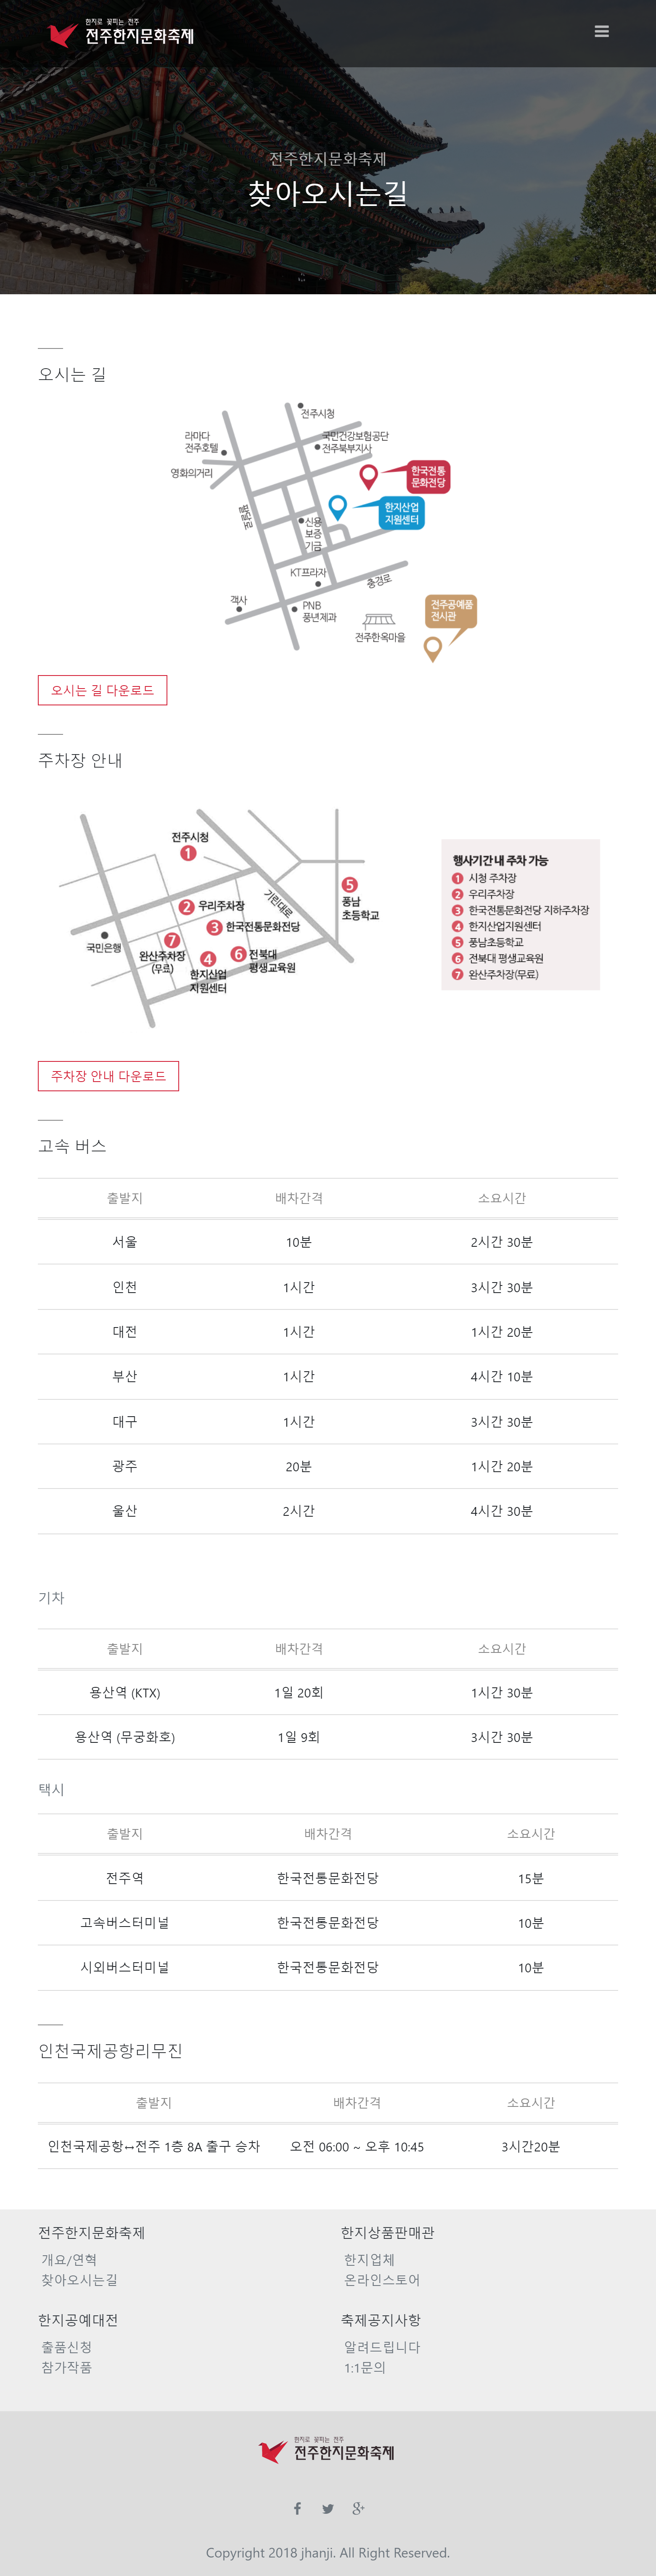 한지로 꽃피는 전주
전주한지문화축제
전주한지문화축제
찾아오시는길
오시는 길
전주시청
라마다
전주호텔
국민건강보험공단
전주북부지사
영화의거리
한국전통
문화전당
한지산업
지원센터
팔달로
신용
보증
기금
KT프라자
충경로
객사
PNB
풍년제과
전주공예품
전시관
전주한옥마을
오시는 길 다운로드
주차장 안내
전주시청
1
기린대로
5
풍남
초등학교
2 우리주차장
3 한국전통문화전당
국민은행
7
완산주차장
(무료)
4
한지산업
지원센터
6 전북대
평생교육원
행사기간 내 주차 가능
1 시청 주차장
2 우리주차장
3 한국전통문화전당 지하주차장
4 한지산업지원센터
5 풍남초등학교
6 전북대 평생교육원
7 완산주차장(무료)
주차장 안내 다운로드
고속 버스
출발지 배차간격 소요시간
서울 10분 2시간 30분
인천 1시간 3시간 30분
대전 1시간 1시간 20분
부산 1시간 4시간 10분
대구 1시간 3시간 30분
광주 20분 1시간 20분
울산 2시간 4시간 30분
기차
출발지 배차간격 소요시간
용산역 (KTX) 1일 20회 1시간 30분
용산역 (무궁화호) 1일 9회 3시간 30분
택시
출발지 배차간격 소요시간
전주역 한국전통문화전당 15분
고속버스터미널 한국전통문화전당 10분
시외버스터미널 한국전통문화전당 10분
인천국제공항리무진
출발지 배차간격 소요시간
인천국제공항↔전주 1층 8A 출구 승차 오전 06:00 ~ 오후 10:45 3시간20분
전주한지문화축제
개요/연혁
찾아오시는길
한지상품판매관
한지업체
온라인스토어
한지공예대전
출품신청
참가작품
축제공지사항
알려드립니다
1:1문의
한지로 꽃피는 전주
전주한지문화축제
Copyright 2018 jhanji. All Right Reserved.